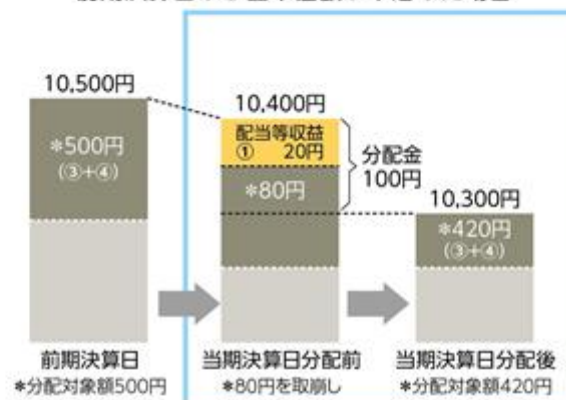 10,500円
*500円
(③+④)
前期決算日
*分配対象額500円
10,400円
配当等収益
① 20円
*80円
分配金
100円
当期決算日分配前
*80円を取崩し
10,300円
*420円
(③+④)
当期決算日分配後
*分配対象額420円